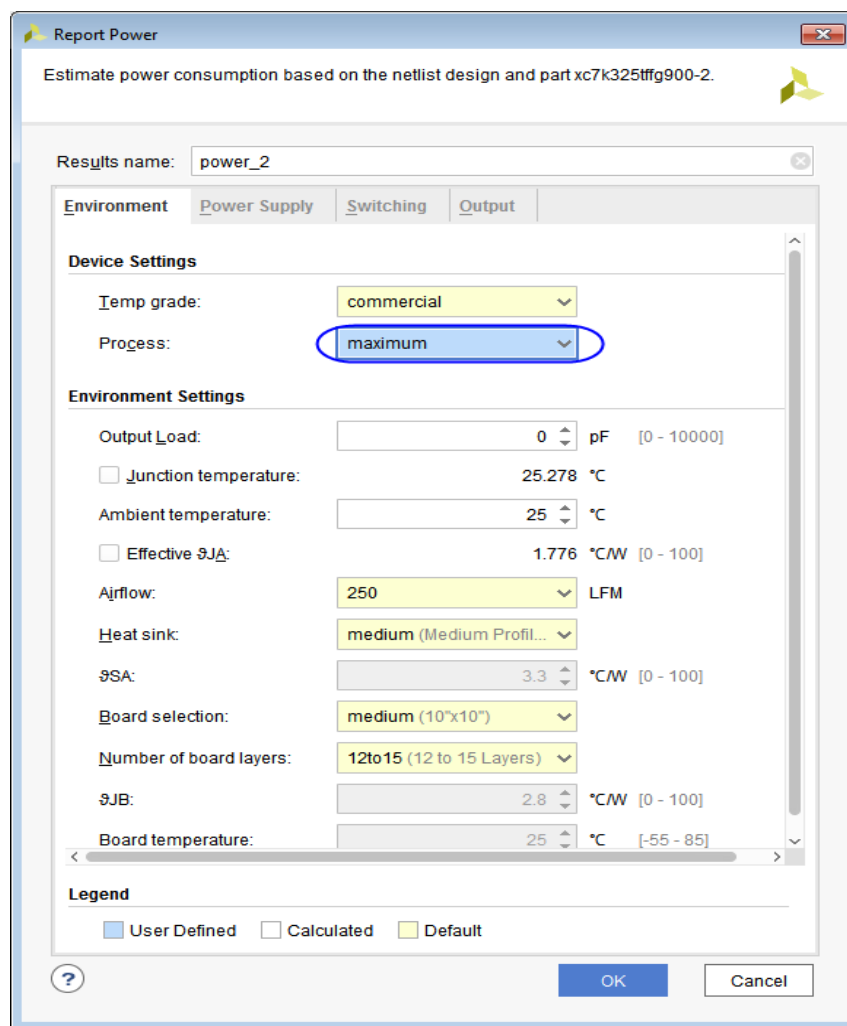 Report Power
Estimate power consumption based on the netlist design and part xc7k325tffg900-2.
Results name: power_2
Environment Power Supply Switching Output
Device Settings
Temp grade: commercial
Process: maximum
Environment Settings
Output Load: 0 pF [0 - 10000]
Junction temperature: 25.278 °C
Ambient temperature: 25 °C
Effective ϑJA: 1.776 °C/W [0 - 100]
Airflow: 250 LFM
Heat sink: medium (Medium Profil...
ϑSA: 3.3 °C/W [0 - 100]
Board selection: medium (10"x10")
Number of board layers: 12to15 (12 to 15 Layers)
ϑJB: 2.8 °C/W [0 - 100]
Board temperature: 25 °C [-55 - 85]
Legend
User Defined Calculated Default
? OK Cancel